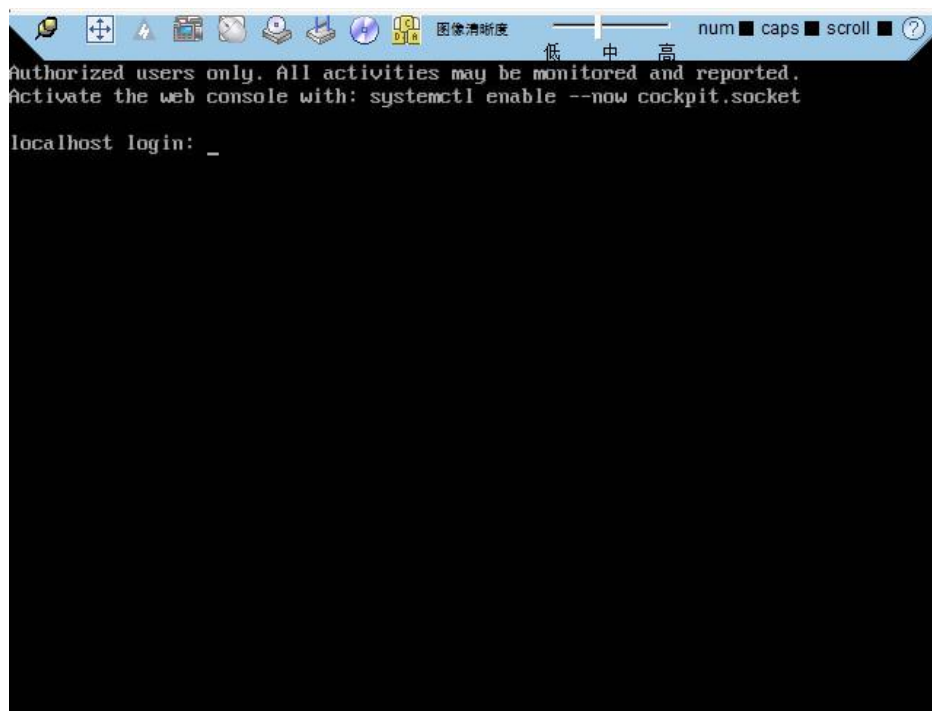 图像清晰度
低 中 高
num caps scroll ?
Authorized users only. All activities may be monitored and reported.
Activate the web console with: systemctl enable --now cockpit.socket
localhost login: _